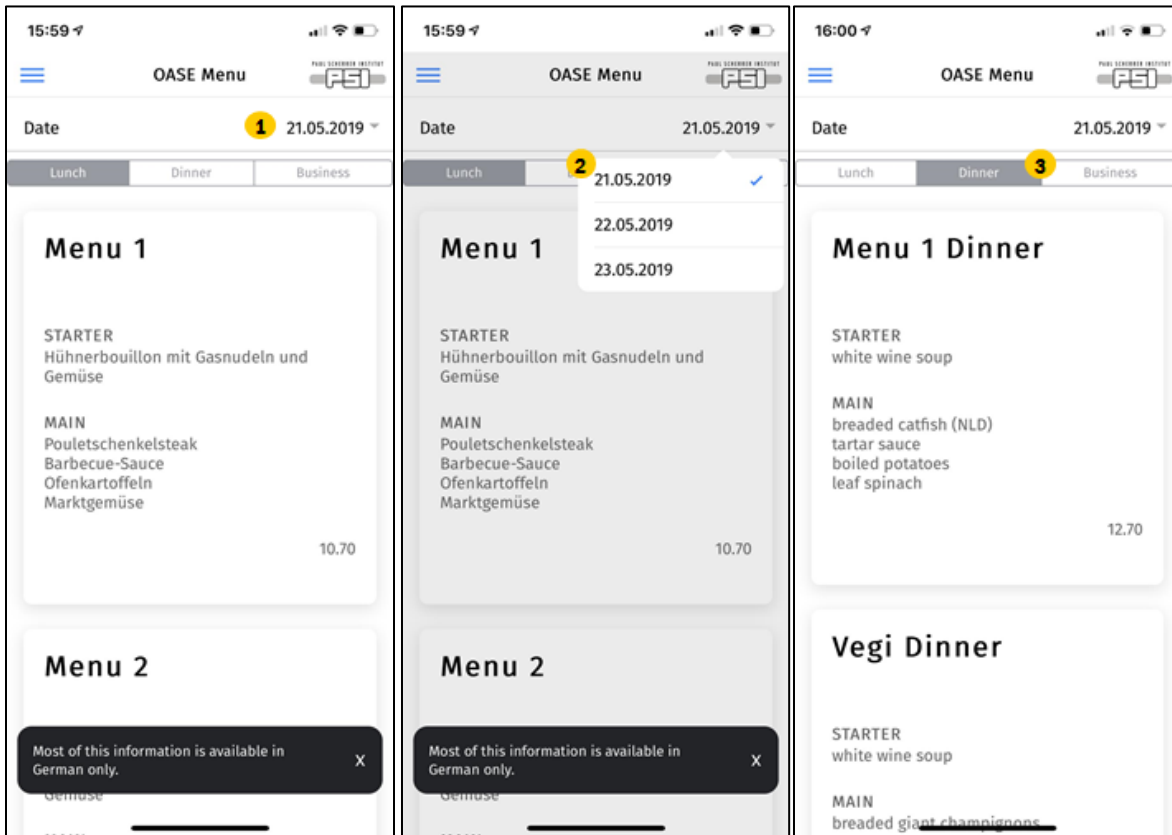 15:59
OASE Menu
PAUL SCHERRER INSTITUT
PSI
Date
1
21.05.2019
Lunch
Dinner
Business
Menu 1
STARTER
Hühnerbouillon mit Gasnudeln und
Gemüse
MAIN
Pouletschenkelsteak
Barbecue-Sauce
Ofenkartoffeln
Marktgemüse
10.70
Menu 2
Most of this information is available in
German only.
X
Gemüse
15:59
OASE Menu
PAUL SCHERRER INSTITUT
PSI
Date
21.05.2019
Lunch
2
21.05.2019
22.05.2019
23.05.2019
Menu 1
STARTER
Hühnerbouillon mit Gasnudeln und
Gemüse
MAIN
Pouletschenkelsteak
Barbecue-Sauce
Ofenkartoffeln
Marktgemüse
10.70
Menu 2
Most of this information is available in
German only.
X
Gemüse
16:00
OASE Menu
PAUL SCHERRER INSTITUT
PSI
Date
21.05.2019
Lunch
Dinner
3
Business
Menu 1 Dinner
STARTER
white wine soup
MAIN
breaded catfish (NLD)
tartar sauce
boiled potatoes
leaf spinach
12.70
Vegi Dinner
STARTER
white wine soup
MAIN
breaded giant champignons